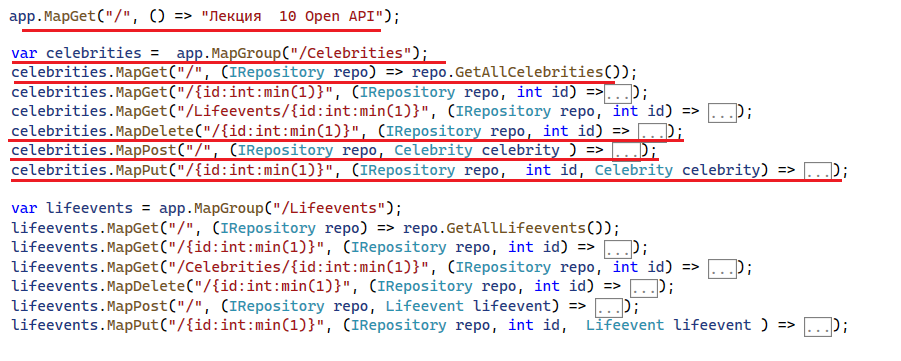 app.MapGet("/", () => "Лекция  10 Open API");
var celebrities =  app.MapGroup("/Celebrities");
celebrities.MapGet("/", (IRepository repo) => repo.GetAllCelebrities());
celebrities.MapGet("/{id:int:min(1)}", (IRepository repo, int id) =>...);
celebrities.MapGet("/Lifeevents/{id:int:min(1)}", (IRepository repo, int id) => ...);
celebrities.MapDelete("/{id:int:min(1)}", (IRepository repo, int id) => ...);
celebrities.MapPost("/", (IRepository repo, Celebrity celebrity ) => ...);
celebrities.MapPut("/{id:int:min(1)}", (IRepository repo,  int id, Celebrity celebrity) => ...);
var lifeevents = app.MapGroup("/Lifeevents");
lifeevents.MapGet("/", (IRepository repo) => repo.GetAllLifeevents());
lifeevents.MapGet("/{id:int:min(1)}", (IRepository repo, int id) => ...);
lifeevents.MapGet("/Celebrities/{id:int:min(1)}", (IRepository repo, int id) => ...);
lifeevents.MapDelete("/{id:int:min(1)}", (IRepository repo, int id) => ...);
lifeevents.MapPost("/", (IRepository repo, Lifeevent lifeevent) => ...);
lifeevents.MapPut("/{id:int:min(1)}", (IRepository repo, int id,  Lifeevent lifeevent ) => ...);